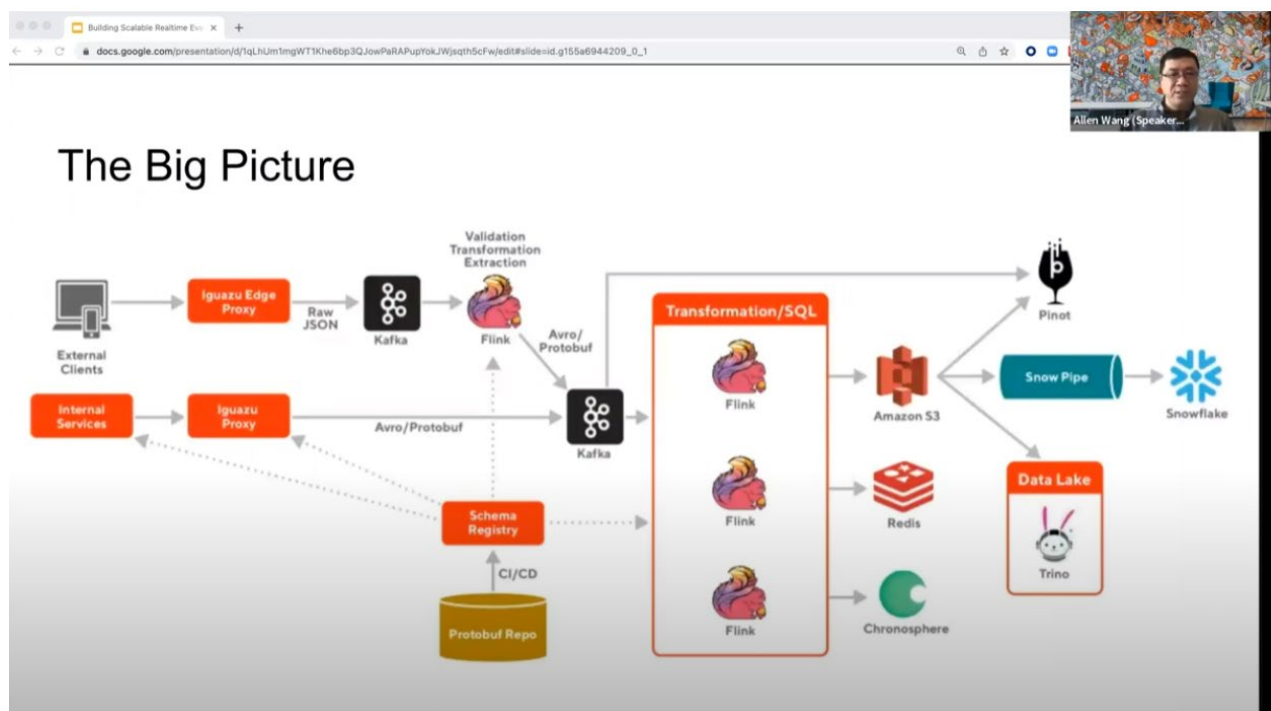 Building Scalable Realtime Eve
docs.google.com/presentation/d/1qLhUm1mgWT1Khe6bp3QJowPaRAPupYokJWjsqth5cFw/edit#slide=id.g155a6944209_0_1
Allen Wang (Speaker...
The Big Picture
Validation
Transformation
Extraction
Iguazu Edge
Proxy
Raw
JSON
Kafka
Flink
Avro/
Protobuf
External
Clients
Internal
Services
Iguazu
Proxy
Avro/Protobuf
Kafka
Schema
Registry
CI/CD
Protobuf Repo
Transformation/SQL
Flink
Flink
Flink
Amazon S3
Redis
Chronosphere
Pinot
Snow Pipe
Snowflake
Data Lake
Trino